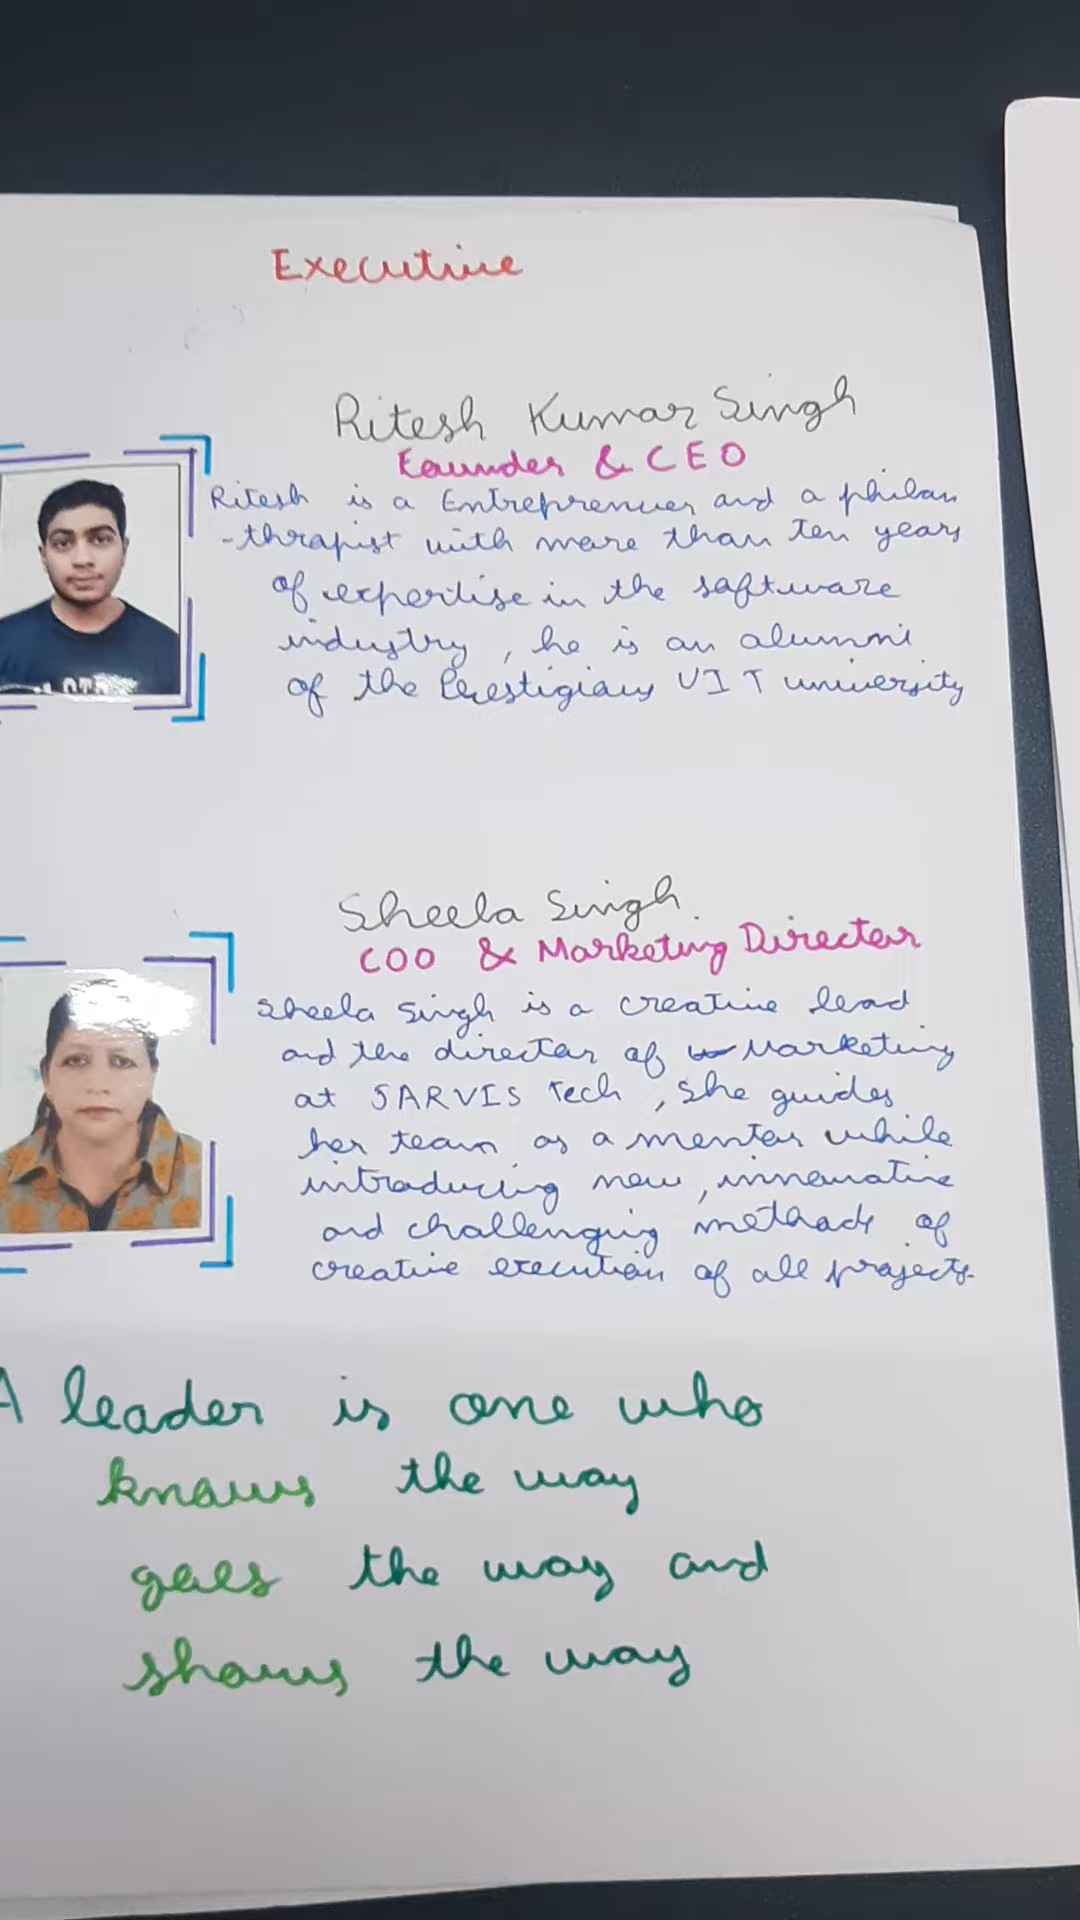 Executive
Ritesh Kumar Singh
Founder & CEO
Ritesh is a Entreprenuer and a philan
-thrapist with more than Ten years
of expertise in the software
industry, he is an alumni
of the Prestigious VIT university
Sheela Singh.
COO & Marketing Director
Sheela Singh is a creative lead
and the director of Marketing
at SARVIS Tech, She guides
her team as a mentor while
introducing new, innovative
and challenging methods of
creative execution of all projects.
A leader is one who
knows the way
goes the way and
shows the way